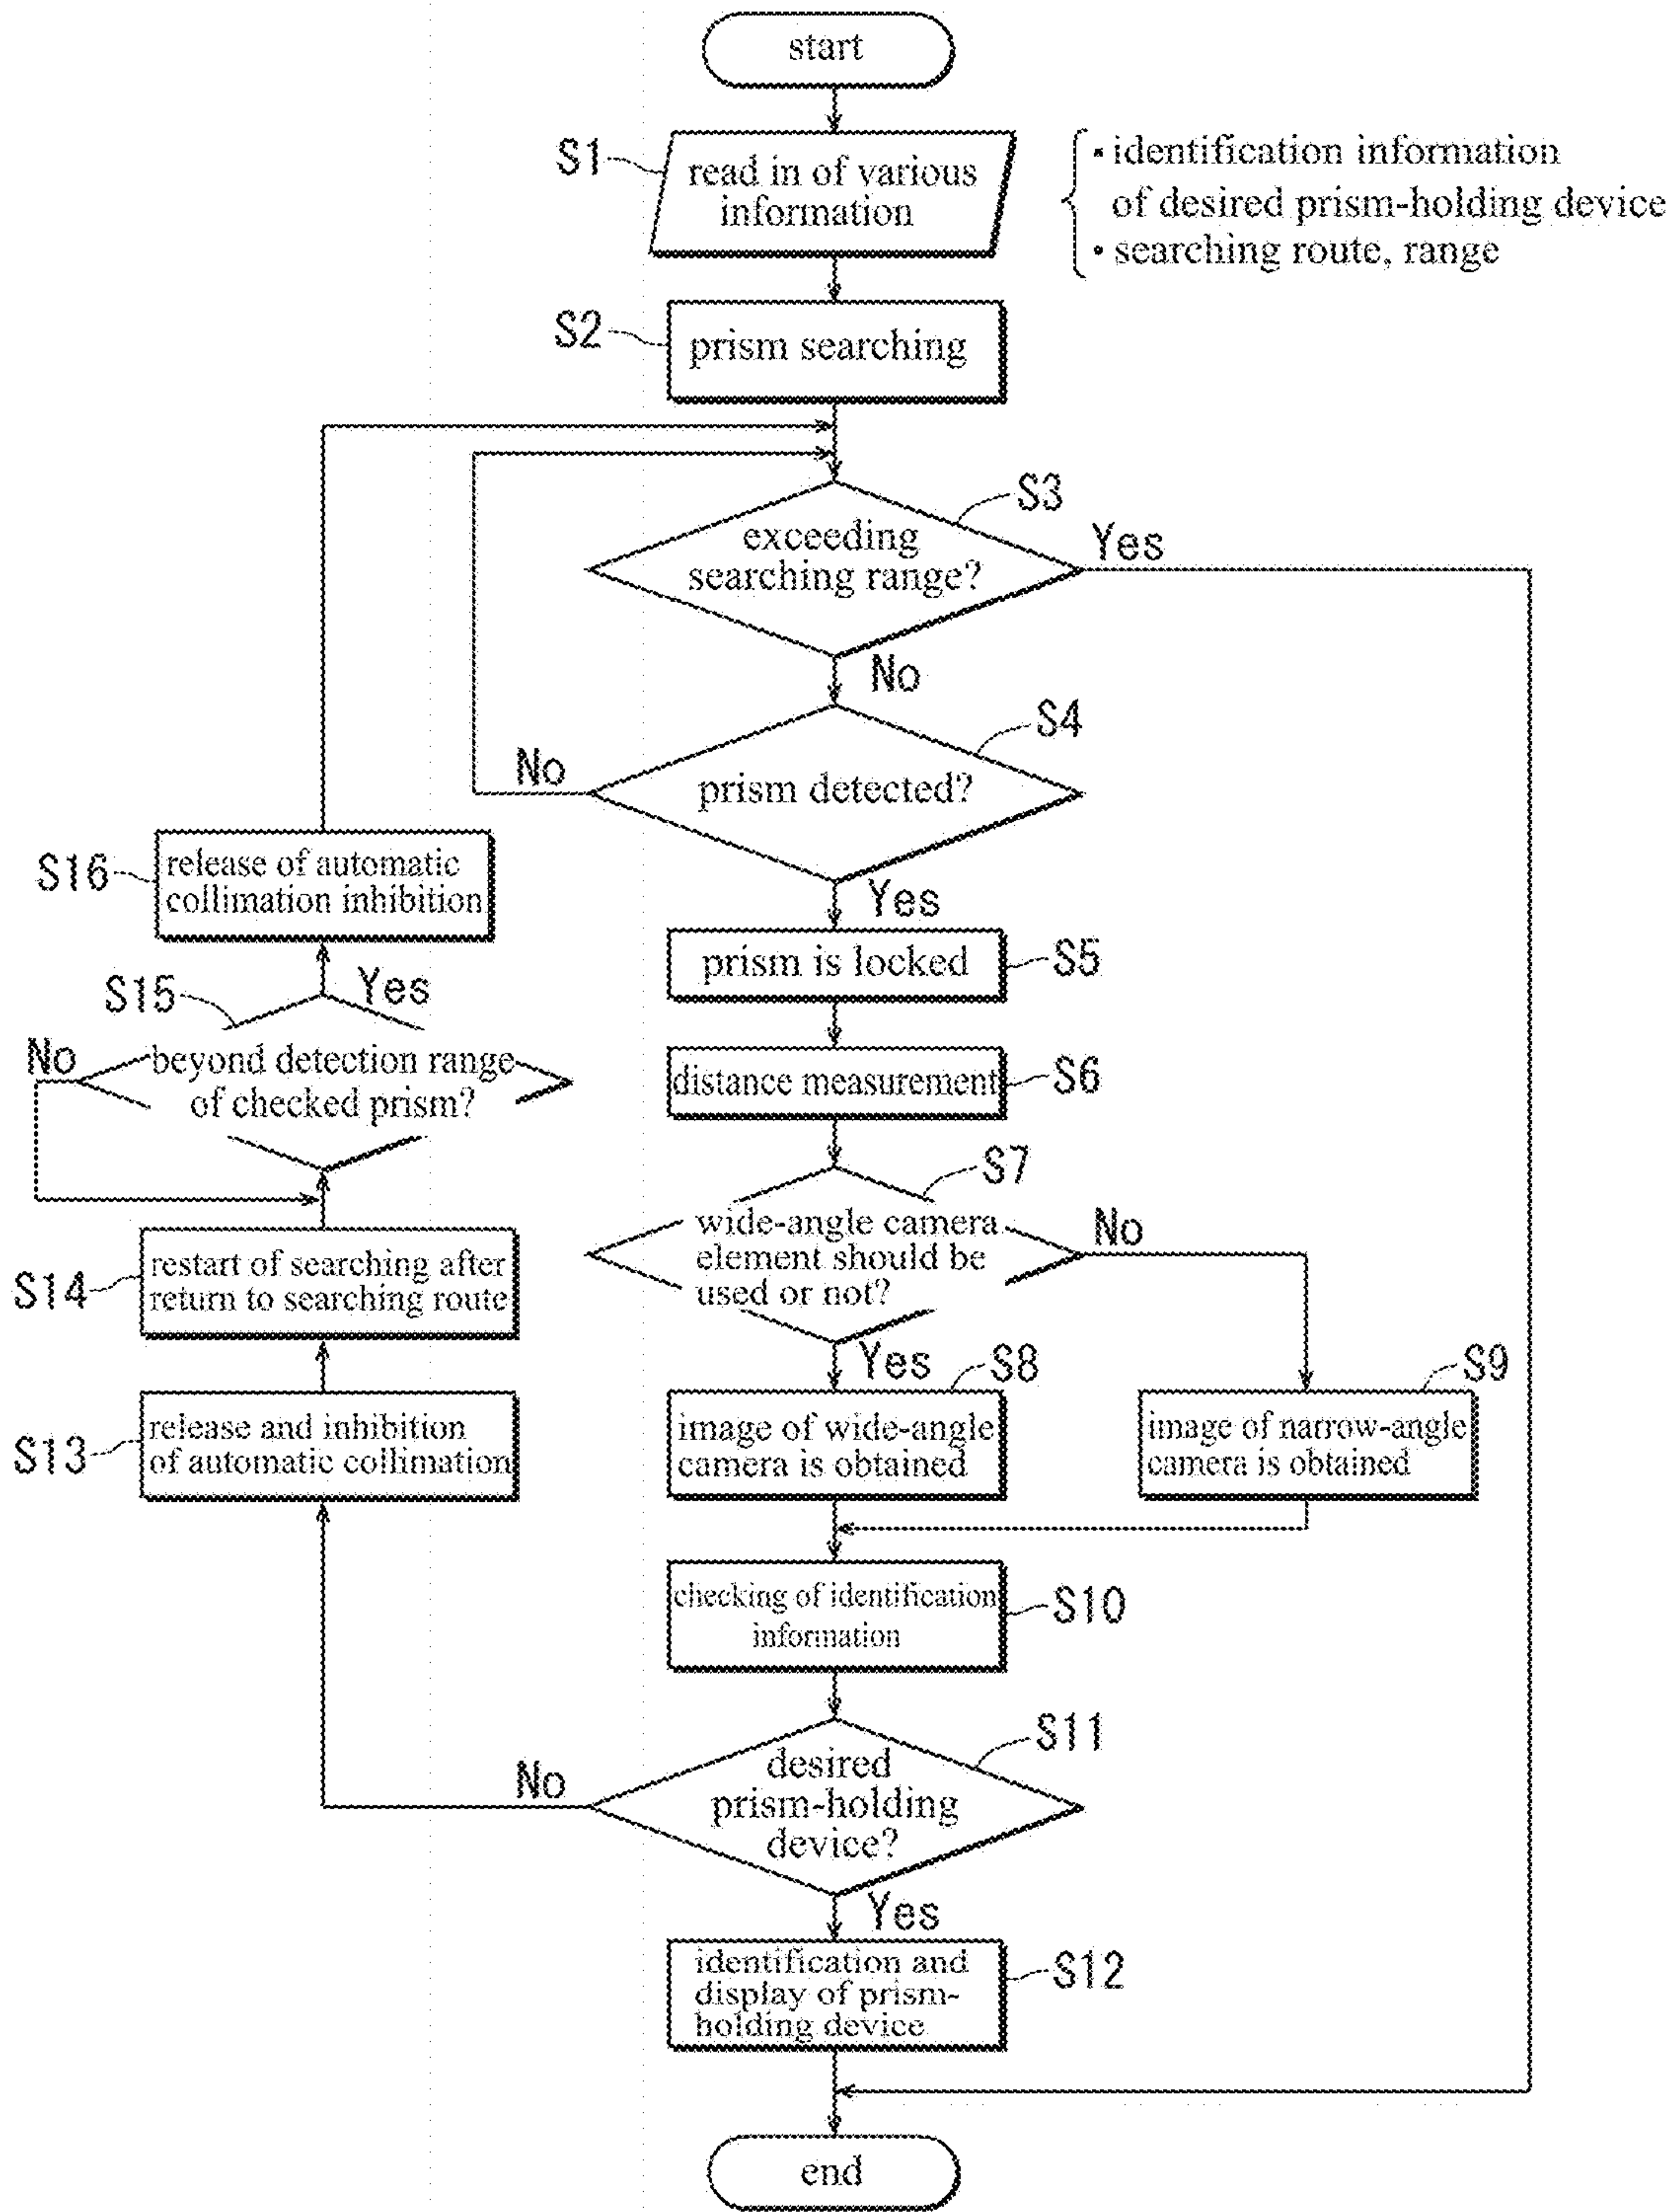 start
S1
read in of various
information
• identification information
of desired prism-holding device
• searching route, range
S2
prism searching
S3
exceeding
searching range?
Yes
No
S4
prism detected?
No
Yes
S5
prism is locked
S6
distance measurement
S7
wide-angle camera
element should be
used or not?
No
Yes
S8
image of wide-angle
camera is obtained
S9
image of narrow-angle
camera is obtained
S10
checking of identification
information
S11
desired
prism-holding
device?
No
Yes
S12
identification and
display of prism-
holding device
S13
release and inhibition
of automatic collimation
S14
restart of searching after
return to searching route
S15
beyond detection range
of checked prism?
No
Yes
S16
release of automatic
collimation inhibition
end